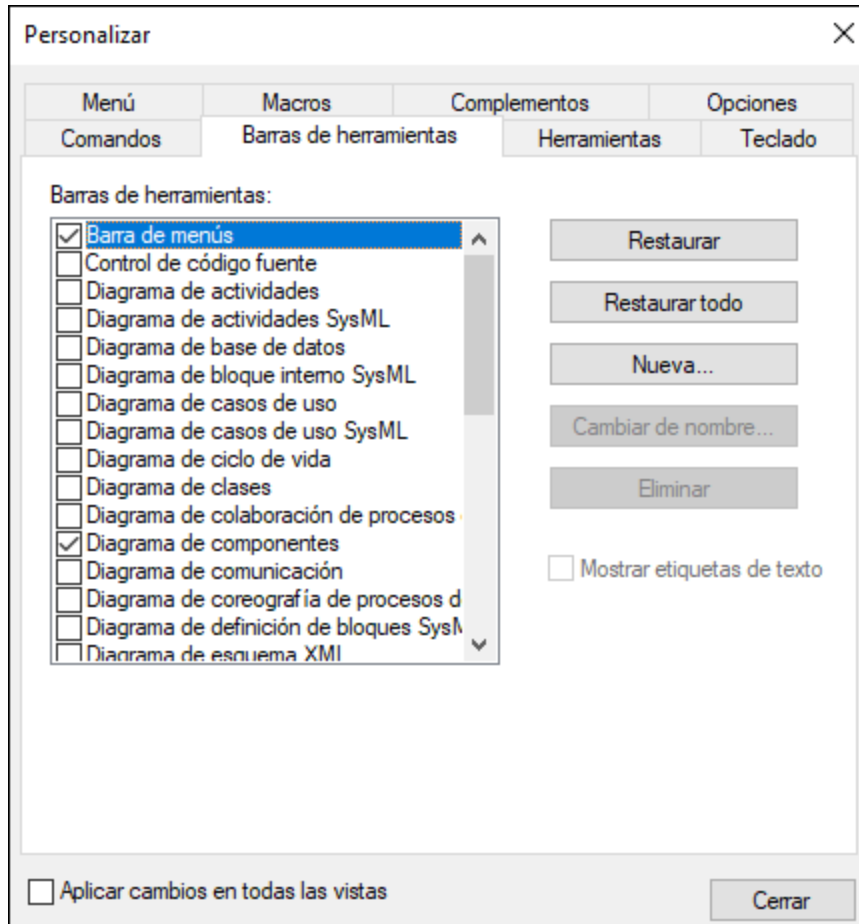 Personalizar
Menú
Macros
Complementos
Opciones
Comandos
Barras de herramientas
Herramientas
Teclado
Barras de herramientas:
Barra de menús
Control de código fuente
Diagrama de actividades
Diagrama de actividades SysML
Diagrama de base de datos
Diagrama de bloque interno SysML
Diagrama de casos de uso
Diagrama de casos de uso SysML
Diagrama de ciclo de vida
Diagrama de clases
Diagrama de colaboración de procesos
Diagrama de componentes
Diagrama de comunicación
Diagrama de coreografía de procesos d
Diagrama de definición de bloques Sys
Diagrama de esquema XML
Restaurar
Restaurar todo
Nueva...
Cambiar de nombre...
Eliminar
Mostrar etiquetas de texto
Aplicar cambios en todas las vistas
Cerrar